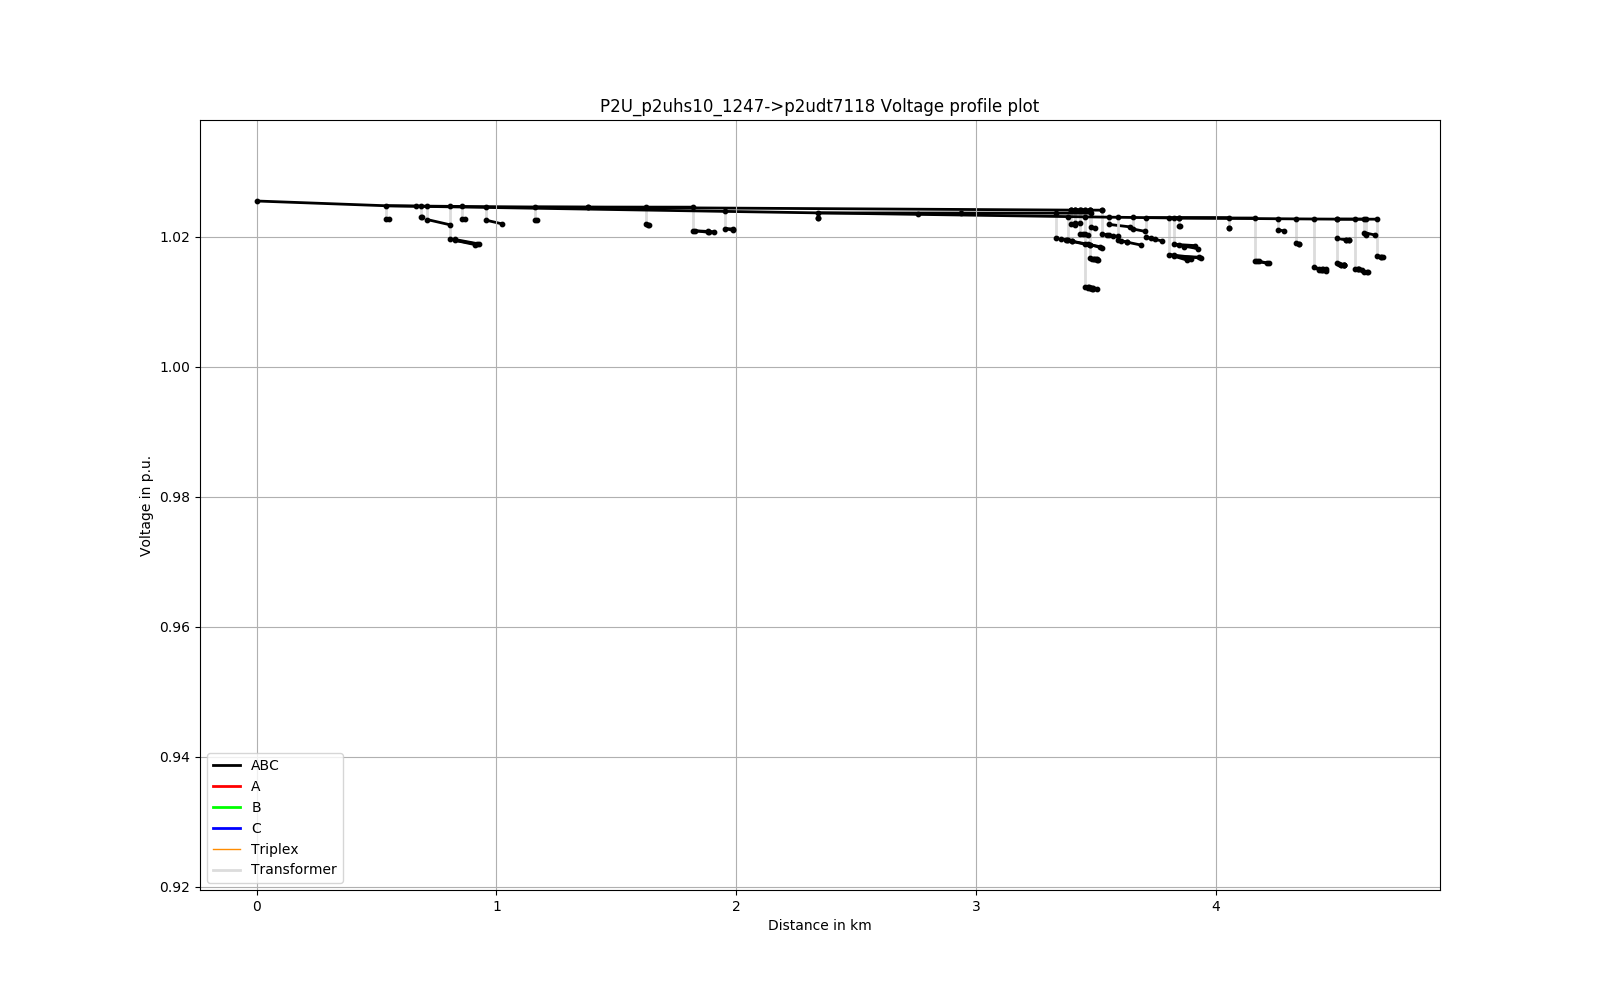 P2U_p2uhs10_1247->p2udt7118 Voltage profile plot
Voltage in p.u.
1.02
1.00
0.98
0.96
0.94
0.92
ABC
A
B
C
Triplex
Transformer
0 1 2 3 4
Distance in km